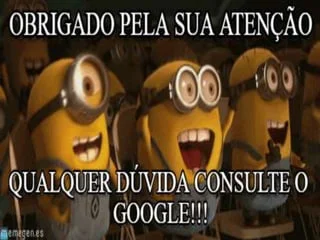 OBRIGADO PELA SUA ATENÇÃO
QUALQUER DÚVIDA CONSULTE O
GOOGLE!!!
memegen.es